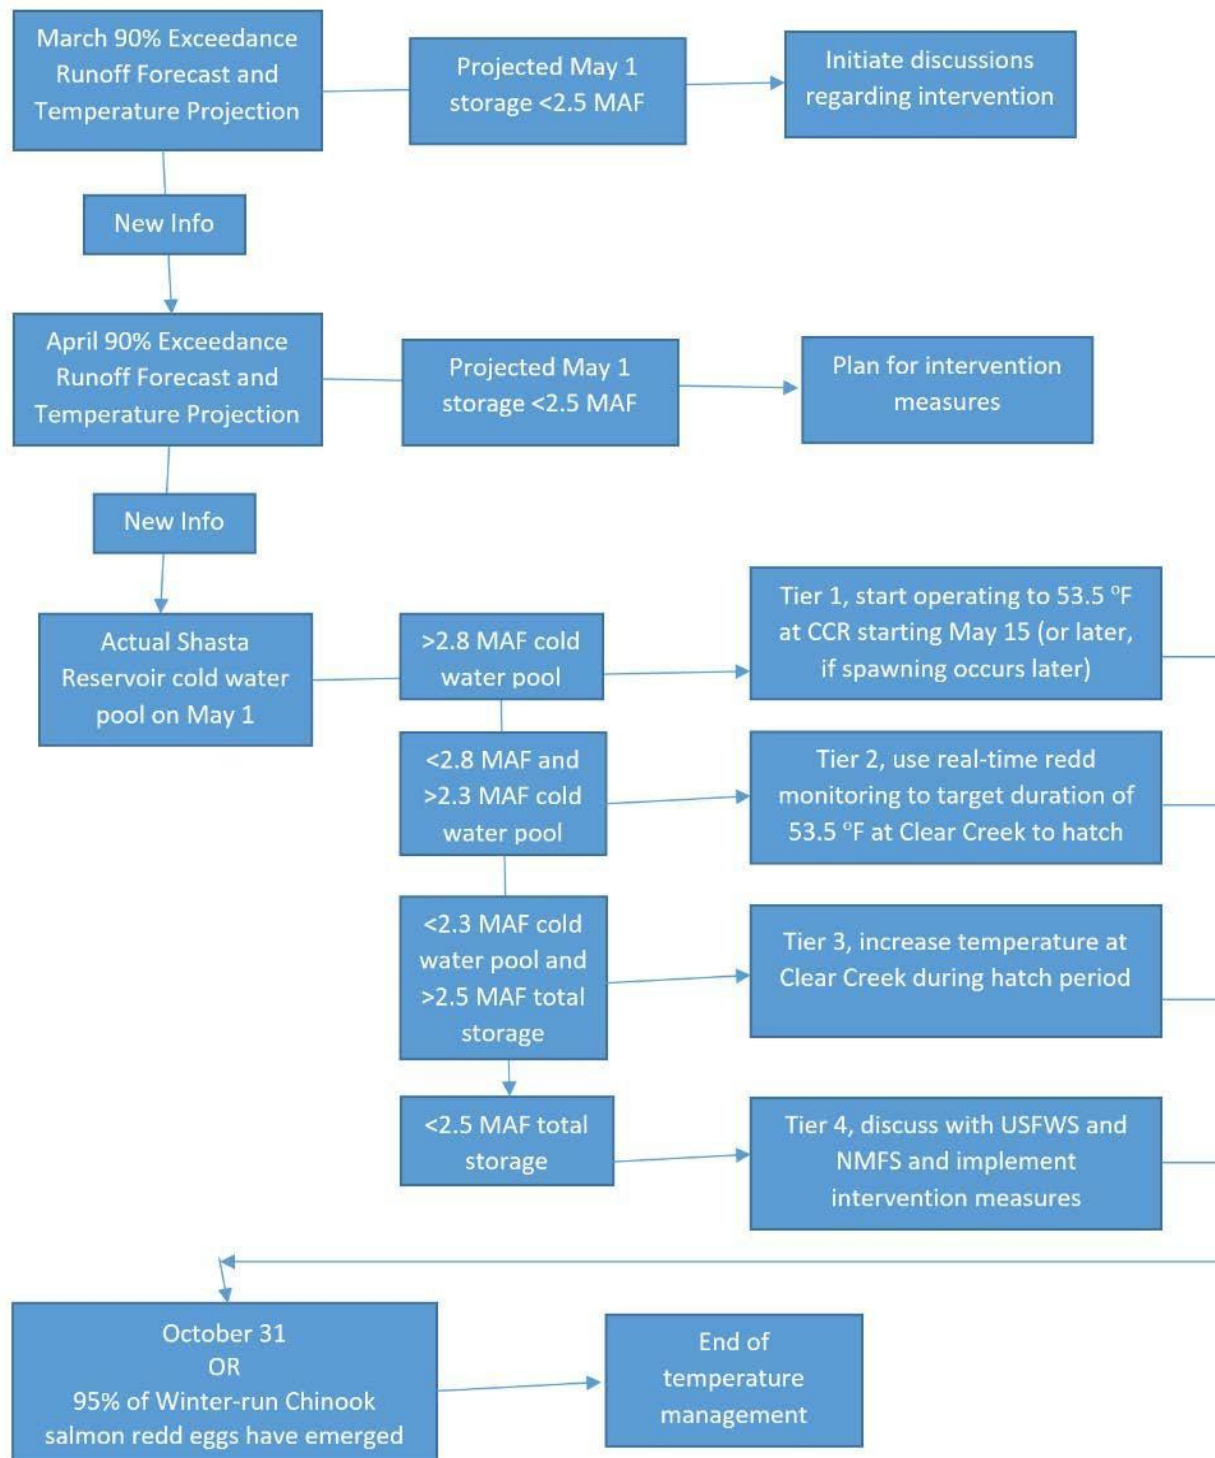 March 90% Exceedance
Runoff Forecast and
Temperature Projection
Projected May 1
storage <2.5 MAF
Initiate discussions
regarding intervention
New Info
April 90% Exceedance
Runoff Forecast and
Temperature Projection
Projected May 1
storage <2.5 MAF
Plan for intervention
measures
New Info
Actual Shasta
Reservoir cold water
pool on May 1
>2.8 MAF cold
water pool
Tier 1, start operating to 53.5 °F
at CCR starting May 15 (or later,
if spawning occurs later)
<2.8 MAF and
>2.3 MAF cold
water pool
Tier 2, use real-time redd
monitoring to target duration of
53.5 °F at Clear Creek to hatch
<2.3 MAF cold
water pool and
>2.5 MAF total
storage
Tier 3, increase temperature at
Clear Creek during hatch period
<2.5 MAF total
storage
Tier 4, discuss with USFWS and
NMFS and implement
intervention measures
October 31
OR
95% of Winter-run Chinook
salmon redd eggs have emerged
End of
temperature
management